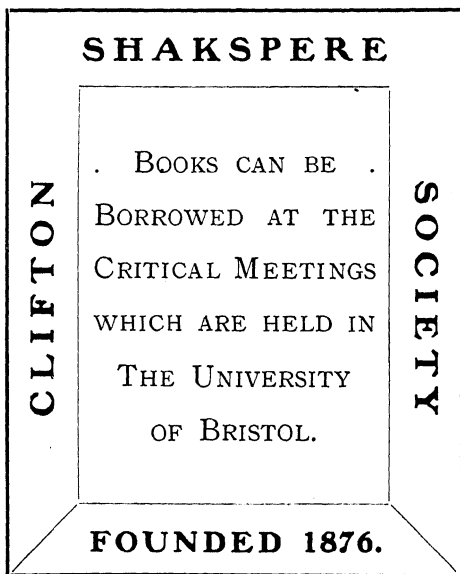 CLIFTON
SHAKSPERE
SOCIETY
. BOOKS CAN BE .
BORROWED AT THE
CRITICAL MEETINGS
WHICH ARE HELD IN
THE UNIVERSITY
OF BRISTOL.
FOUNDED 1876.